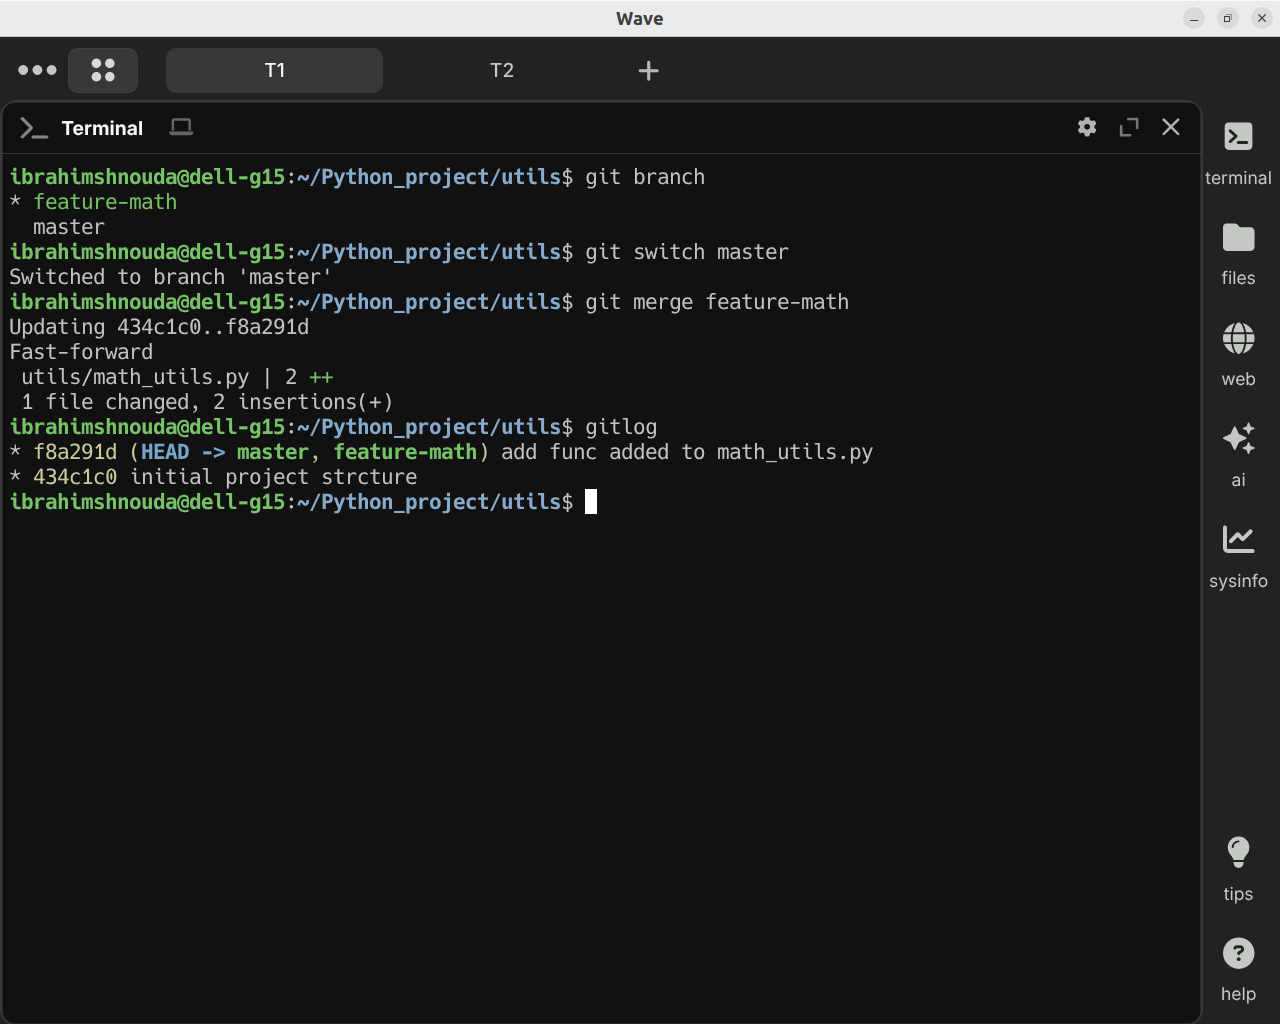 Wave
T1 T2 +
Terminal
ibrahimshnouda@dell-g15:~/Python_project/utils$ git branch
* feature-math
  master
ibrahimshnouda@dell-g15:~/Python_project/utils$ git switch master
Switched to branch 'master'
ibrahimshnouda@dell-g15:~/Python_project/utils$ git merge feature-math
Updating 434c1c0..f8a291d
Fast-forward
 utils/math_utils.py | 2 ++
 1 file changed, 2 insertions(+)
ibrahimshnouda@dell-g15:~/Python_project/utils$ gitlog
* f8a291d (HEAD -> master, feature-math) add func added to math_utils.py
* 434c1c0 initial project strcture
ibrahimshnouda@dell-g15:~/Python_project/utils$
terminal
files
web
ai
sysinfo
tips
help